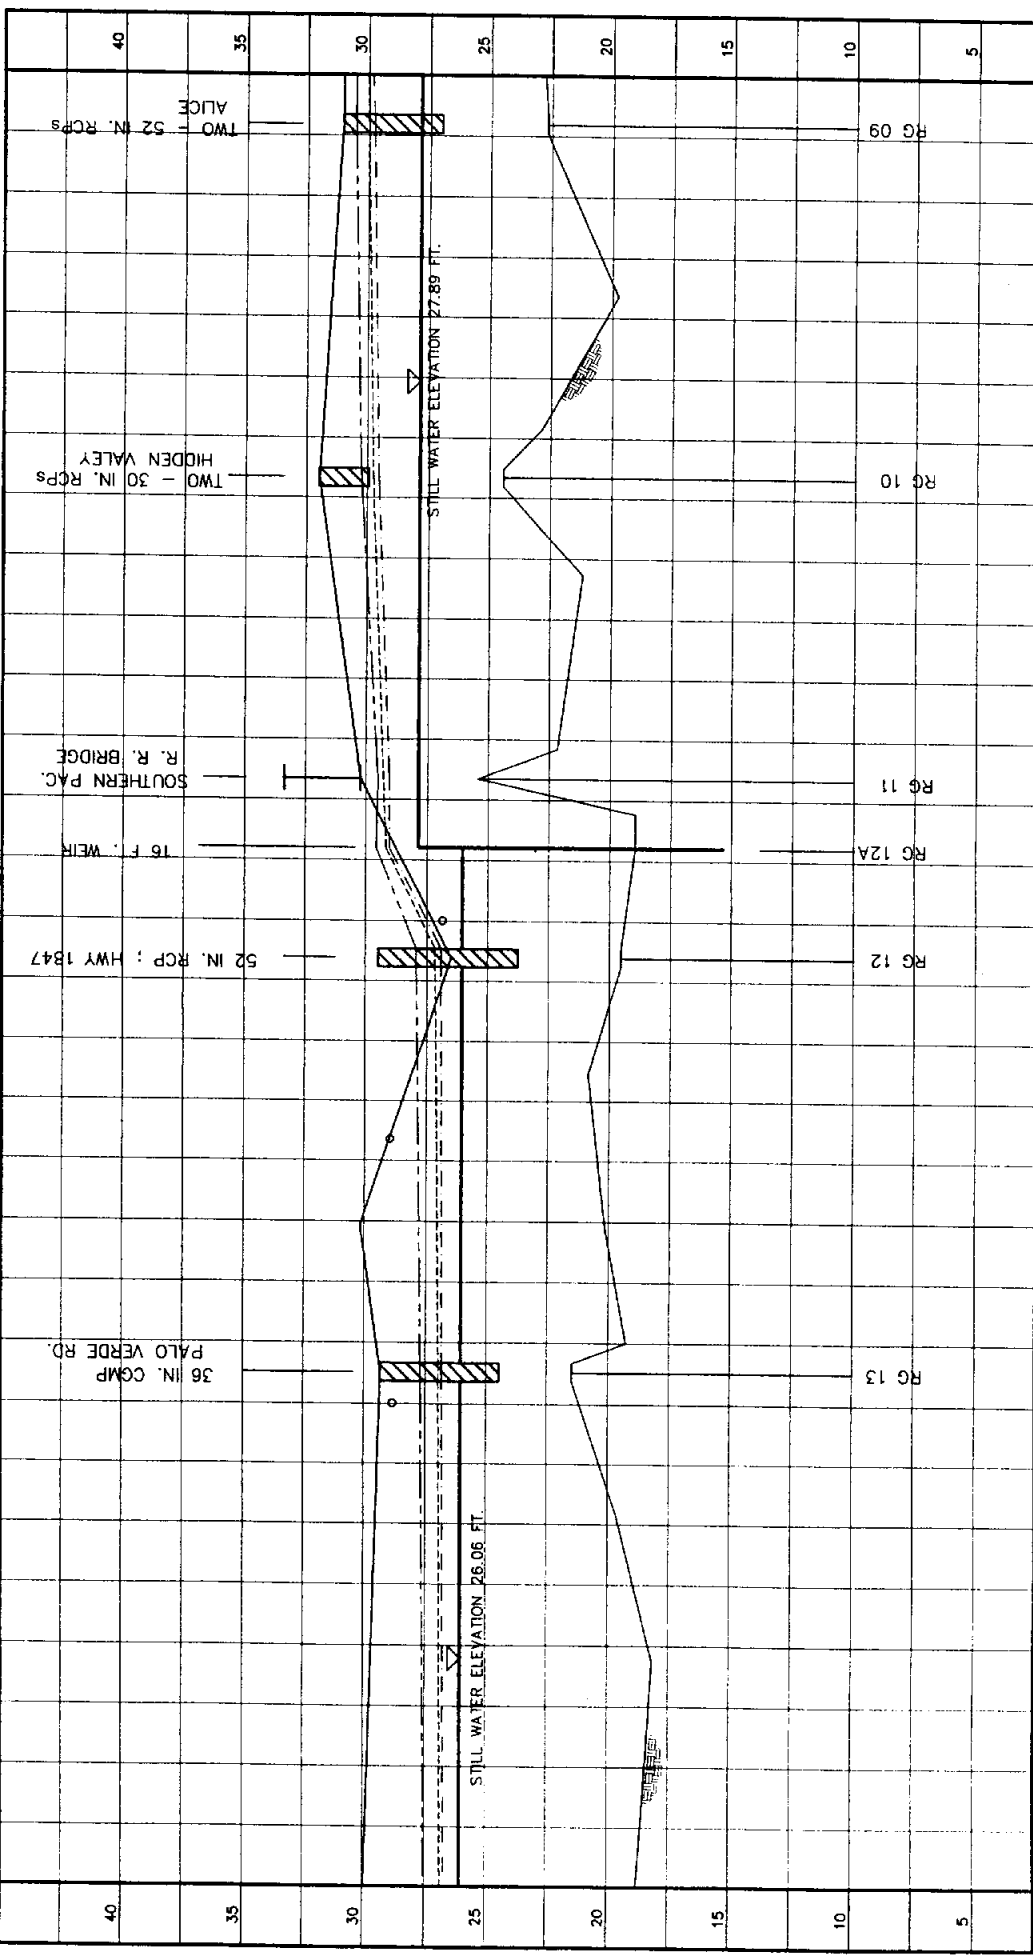 40
35
30
25
20
15
10
5
TWO – 52 IN. RCPs
ALICE
RG 09
STILL WATER ELEVATION 27.89 FT.
TWO – 30 IN. RCPs
HIDDEN VALEY
RG 10
SOUTHERN PAC.
R. R. BRIDGE
RG 11
16 FT. WEIR
RG 12A
52 IN. RCP ; HWY 1847
RG 12
36 IN. CGMP
PALO VERDE RD.
RG 13
STILL WATER ELEVATION 26.06 FT.
40
35
30
25
20
15
10
5